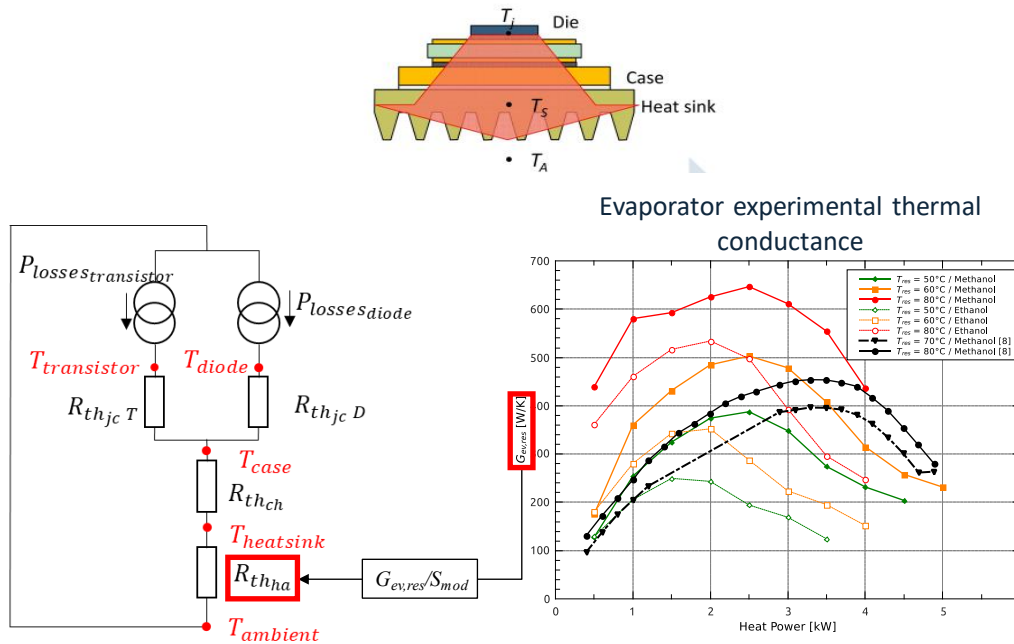 T_j
Die
Case
T_S
Heat sink
T_A
Evaporator experimental thermal
conductance
P_losses_transistor
P_losses_diode
T_transistor
T_diode
R_th_jc T
R_th_jc D
T_case
R_th_ch
T_heatsink
R_th_ha
G_ev,res/S_mod
T_ambient
G_ev,res [W/K]
700
600
500
200
100
0
0
1
2
3
4
5
Heat Power [kW]
T_res = 50°C / Methanol
T_res = 60°C / Methanol
T_res = 80°C / Methanol
T_res = 50°C / Ethanol
T_res = 60°C / Ethanol
T_res = 80°C / Ethanol
T_res = 70°C / Methanol [8]
T_res = 80°C / Methanol [8]